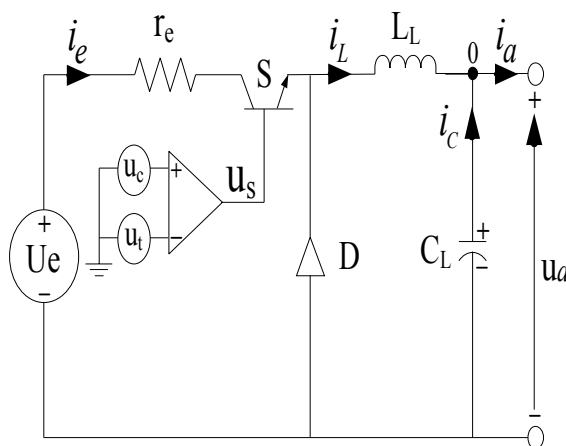 i_e
r_e
S
i_L
L_L
0
i_a
+
u_c
+
u_s
i_C
u_t
−
+
Ue
−
D
C_L
+
−
u_a
−